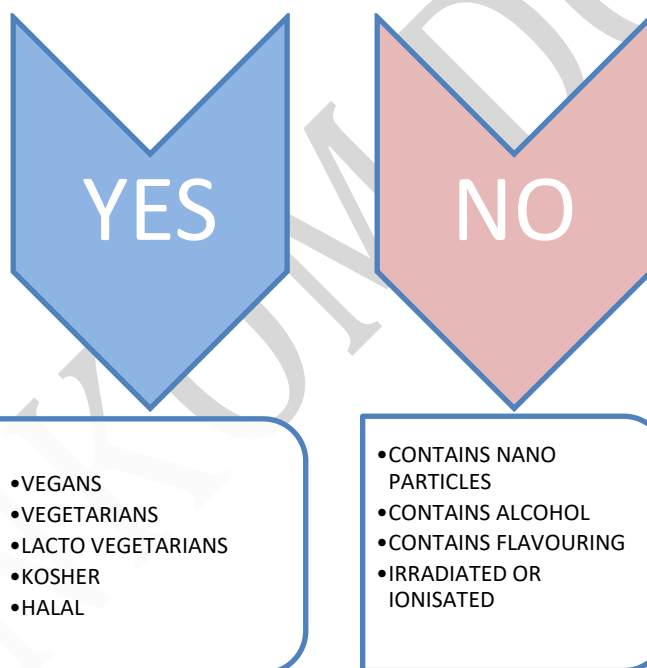 YES
•VEGANS
•VEGETARIANS
•LACTO VEGETARIANS
•KOSHER
•HALAL
NO
•CONTAINS NANO
PARTICLES
•CONTAINS ALCOHOL
•CONTAINS FLAVOURING
•IRRADIATED OR
IONISATED